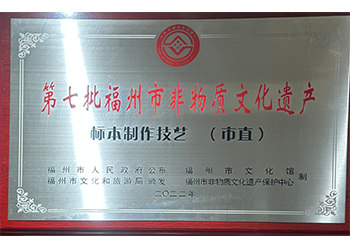 第七批福州市非物质文化遗产
标本制作技艺 （市直）
福州市人民政府公布 福州市文化馆
福州市文化和旅游局颁发 福州市非物质文化遗产保护中心 制
二〇二二年